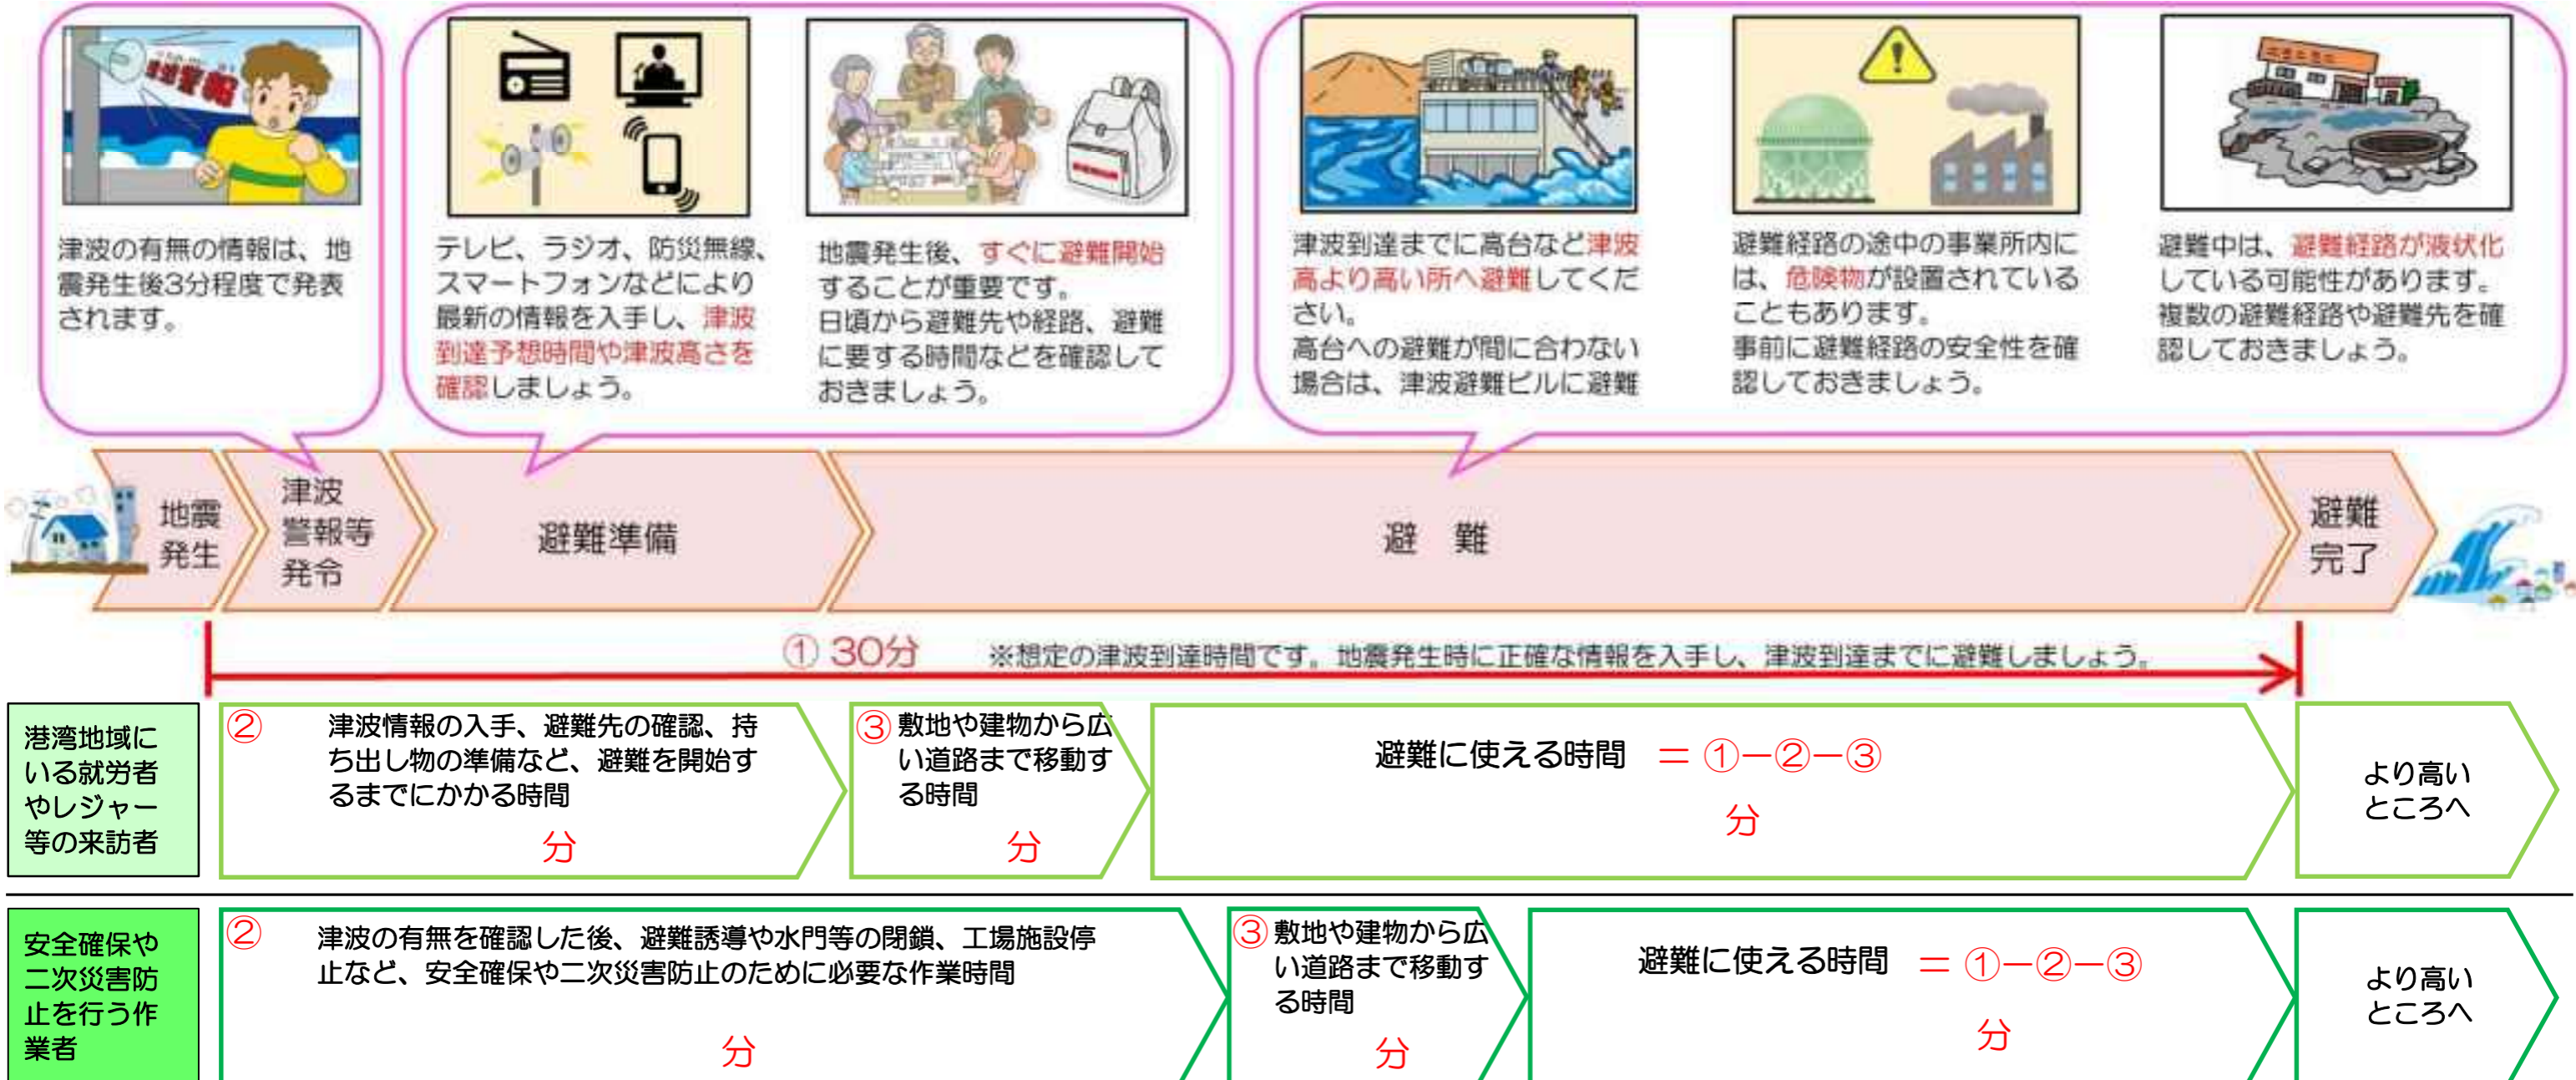 津波警報
津波の有無の情報は、地
震発生後3分程度で発表
されます。
テレビ、ラジオ、防災無線、
スマートフォンなどにより
最新の情報を入手し、津波
到達予想時間や津波高さを
確認しましょう。
地震発生後、すぐに避難開始
することが重要です。
日頃から避難先や経路、避難
に要する時間などを確認して
おきましょう。
津波到達までに高台など津波
高より高い所へ避難してくだ
さい。
高台への避難が間に合わない
場合は、津波避難ビルに避難
避難経路の途中の事業所内に
は、危険物が設置されている
こともあります。
事前に避難経路の安全性を確
認しておきましょう。
避難中は、避難経路が液状化
している可能性があります。
複数の避難経路や避難先を確
認しておきましょう。
地震
発生
津波
警報等
発令
避難準備
避 難
避難
完了
① 30分 ※想定の津波到達時間です。地震発生時に正確な情報を入手し、津波到達までに避難しましょう。
港湾地域に
いる就労者
やレジャー
等の来訪者
② 津波情報の入手、避難先の確認、持
ち出し物の準備など、避難を開始す
るまでにかかる時間
分
③ 敷地や建物から広
い道路まで移動す
る時間
分
避難に使える時間 = ①-②-③
分
より高い
ところへ
安全確保や
二次災害防
止を行う作
業者
② 津波の有無を確認した後、避難誘導や水門等の閉鎖、工場施設停
止など、安全確保や二次災害防止のために必要な作業時間
分
③ 敷地や建物から広
い道路まで移動す
る時間
分
避難に使える時間 = ①-②-③
分
より高い
ところへ